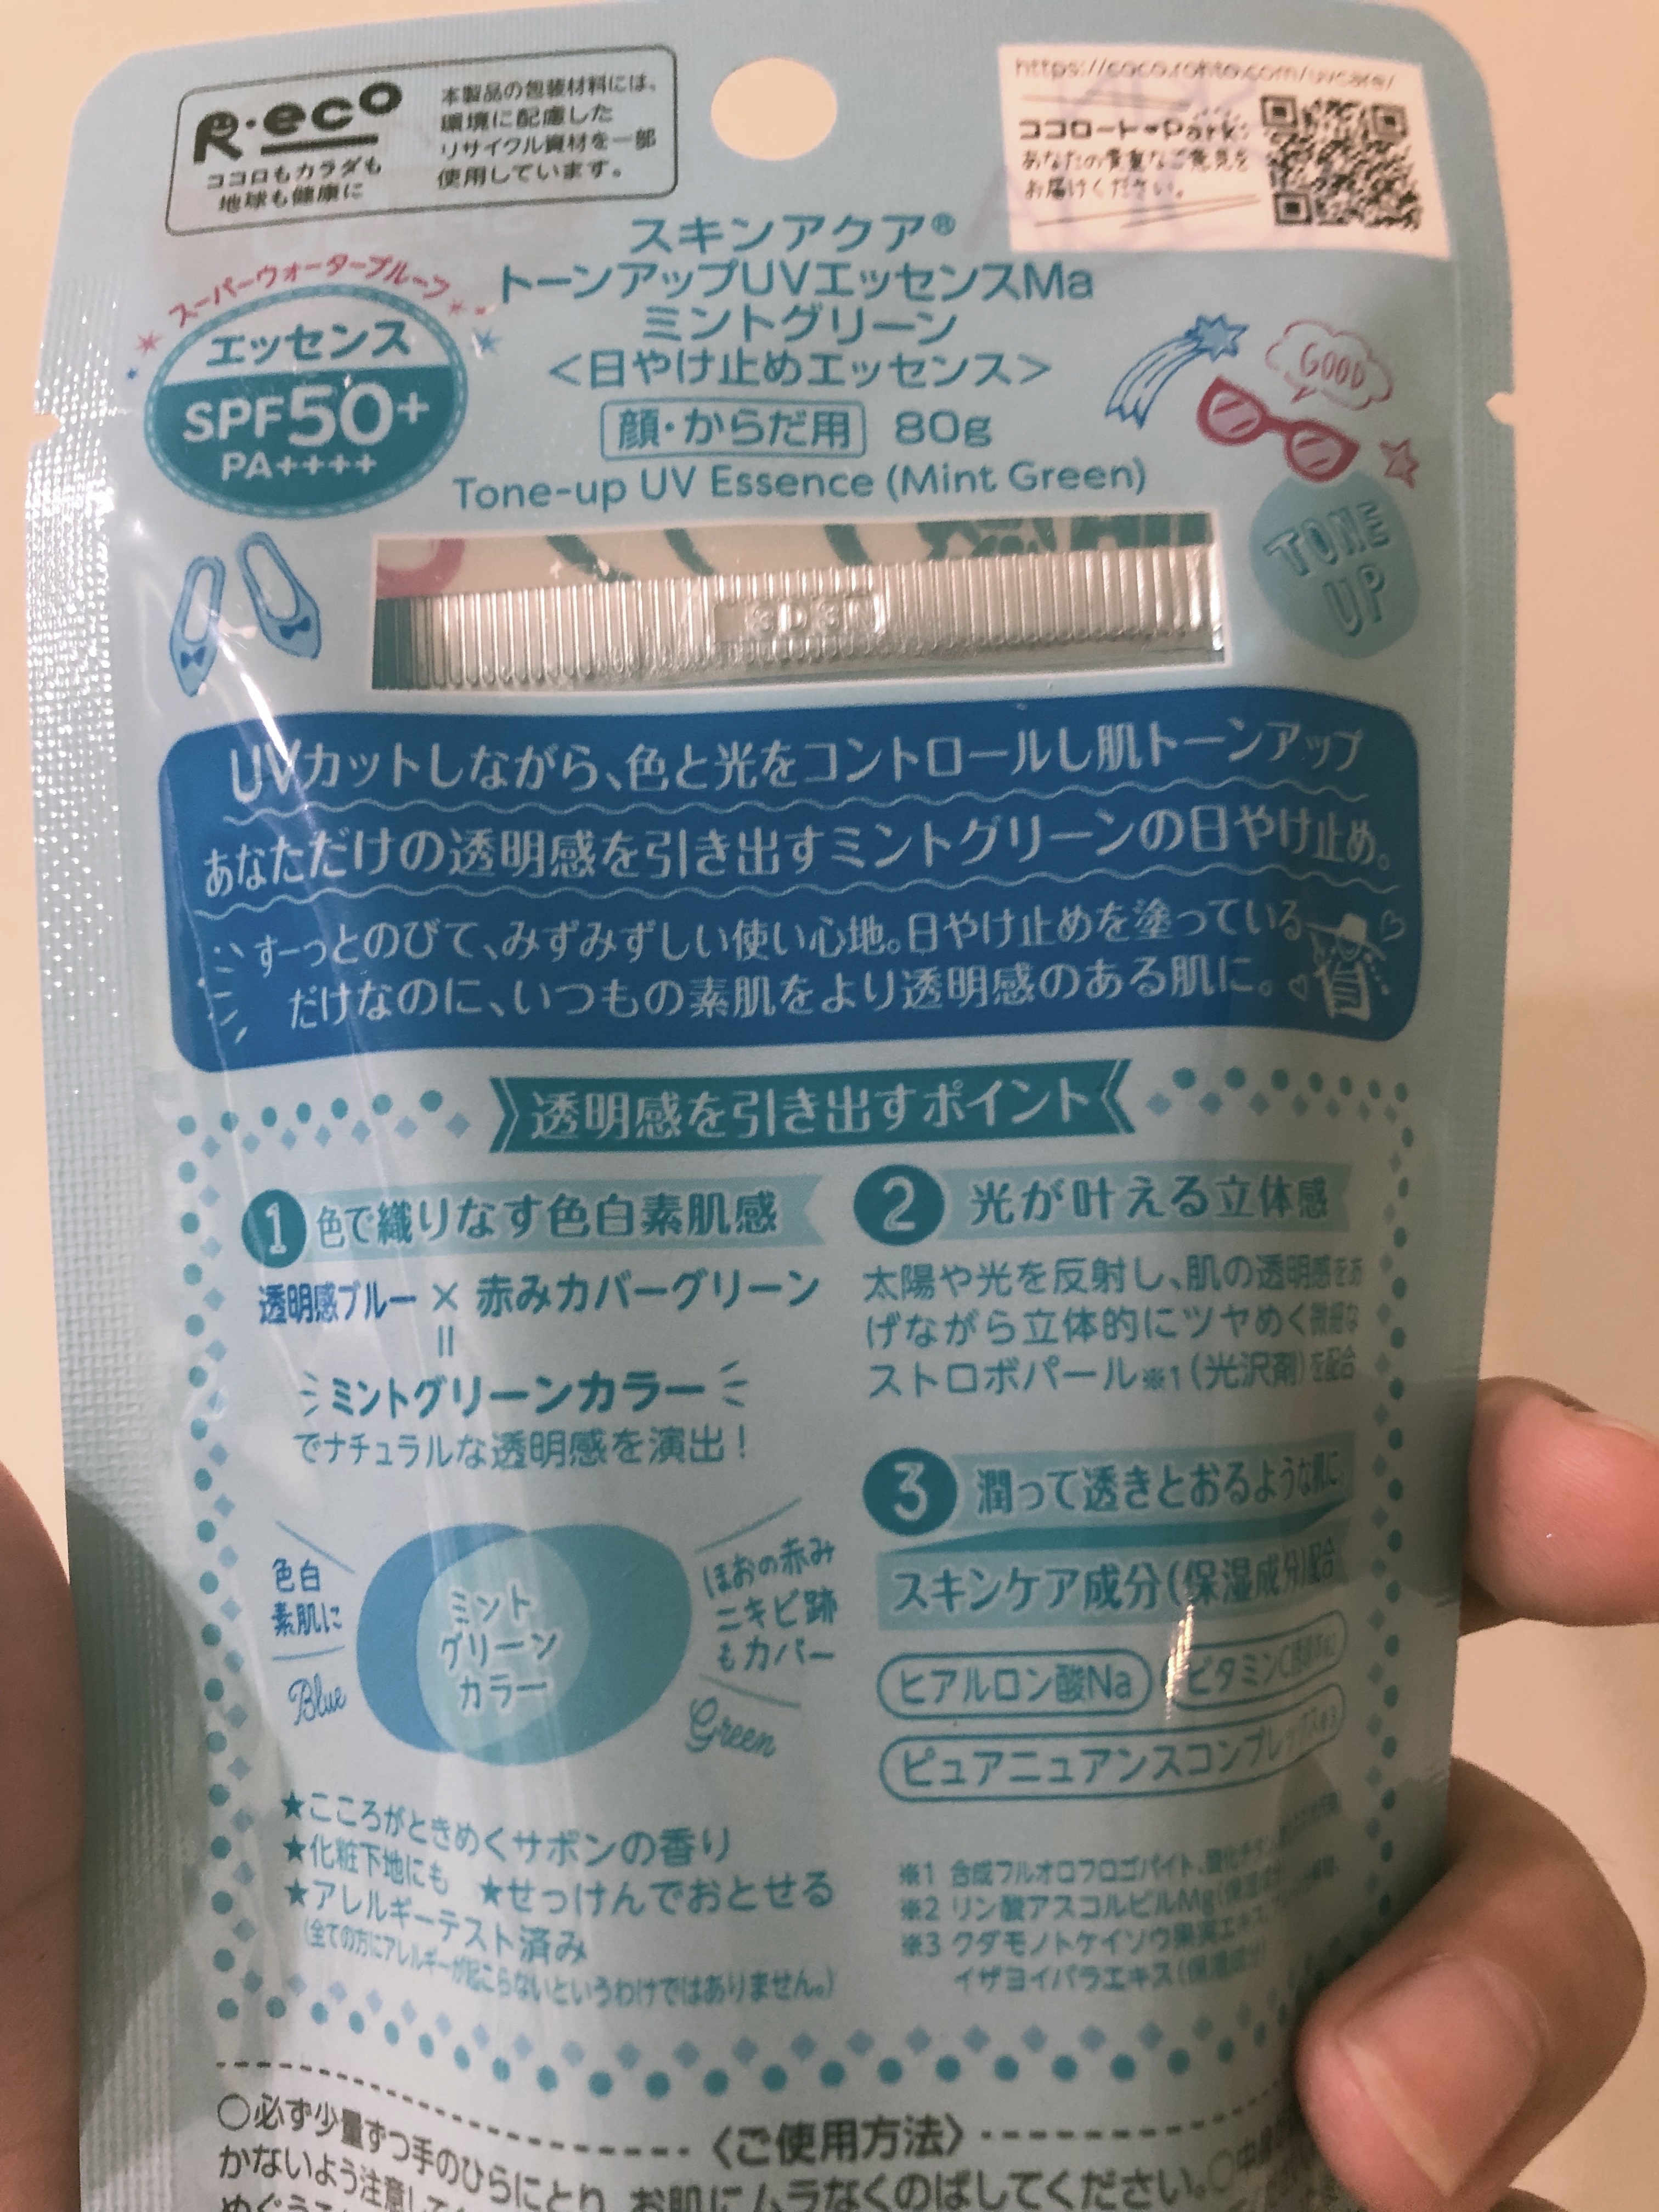 R・eco
ココロもカラダも
地球も健康に
本製品の包装材料には、
環境に配慮した
リサイクル資材を一部
使用しています。
https://coco.rohto.com/uvcare/
ココロート・Park
あなたの貴重なご意見を
お届けください。
スキンアクア®
トーンアップUVエッセンスMa
ミントグリーン
<日やけ止めエッセンス>
顔・からだ用 80g
Tone-up UV Essence (Mint Green)
スーパーウォータープルーフ
エッセンス
SPF50+
PA++++
GOOD
TONE
UP
UVカットしながら、色と光をコントロールし肌トーンアップ
あなただけの透明感を引き出すミントグリーンの日やけ止め。
すーっとのびて、みずみずしい使い心地。日やけ止めを塗っている
だけなのに、いつもの素肌をより透明感のある肌に。
透明感を引き出すポイント
1 色で織りなす色白素肌感
透明感ブルー × 赤みカバーグリーン
=
ミントグリーンカラー
でナチュラルな透明感を演出!
色白
素肌に
Blue
ミント
グリーン
カラー
ほおの赤み
ニキビ跡
もカバー
Green
★こころがときめくサボンの香り
★化粧下地にも ★せっけんでおとせる
★アレルギーテスト済み
(全ての方にアレルギーが起こらないというわけではありません。)
2 光が叶える立体感
太陽や光を反射し、肌の透明感をあ
げながら立体的にツヤめく微細な
ストロボパール※1(光沢剤)を配合
3 潤って透きとおるような肌に
スキンケア成分(保湿成分)配合
ヒアルロン酸Na
ビタミンC
ピュアニュアンスコンプレックス※3
※1 合成フルオロフロゴパイト、酸化チタン
※2 リン酸アスコルビルMg(保湿成分)
※3 クダモノトケイソウ果実エキス
イザヨイバラエキス(保湿成分)
〈ご使用方法〉
○必ず少量ずつ手のひらにとり、お肌にムラなくのばしてください。
かないよう注意して